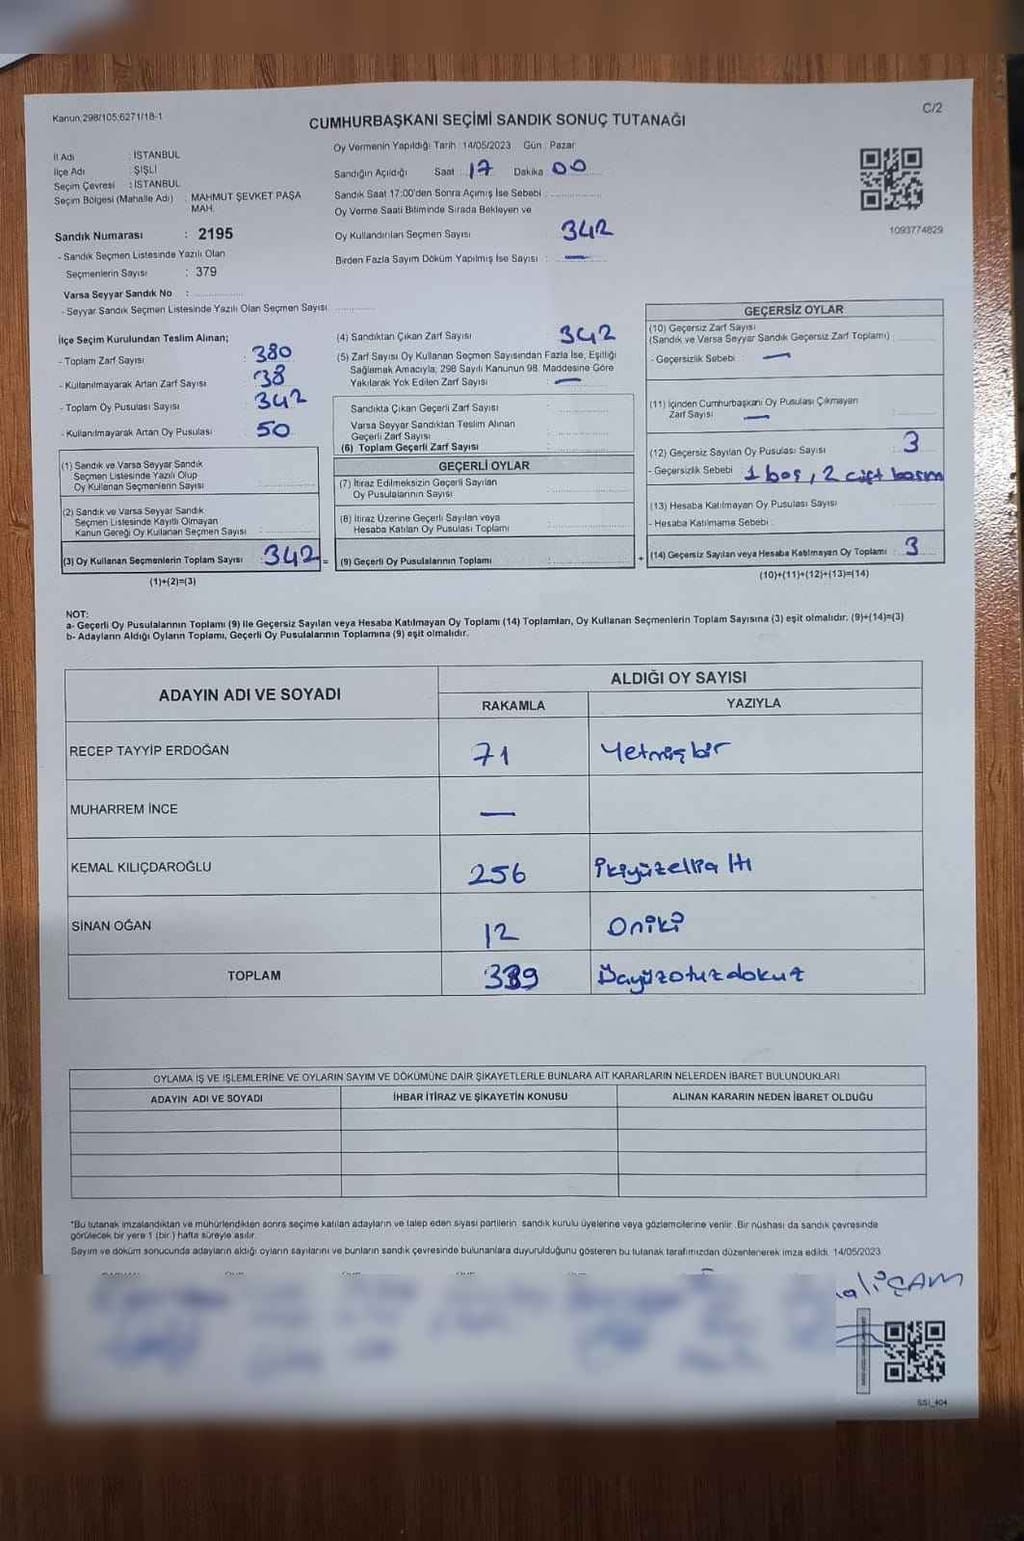 Kanun,298/105;6271/18-1
C/2
CUMHURBAŞKANI SEÇİMİ SANDIK SONUÇ TUTANAĞI
İl Adı : İSTANBUL
İlçe Adı : ŞİŞLİ
Seçim Çevresi : İSTANBUL
Seçim Bölgesi (Mahalle Adı) : MAHMUT ŞEVKET PAŞA
MAH.
Sandık Numarası : 2195
- Sandık Seçmen Listesinde Yazılı Olan
Seçmenlerin Sayısı : 379
Varsa Seyyar Sandık No :
- Seyyar Sandık Seçmen Listesinde Yazılı Olan Seçmen Sayısı
Oy Vermenin Yapıldığı Tarih : 14/05/2023 Gün : Pazar
Sandığın Açıldığı Saat : 17 Dakika 00
Sandık Saat 17:00'den Sonra Açımış İse Sebebi :
Oy Verme Saati Bitiminde Sırada Bekleyen ve
Oy Kullandırılan Seçmen Sayısı : 342
Birden Fazla Sayım Döküm Yapılmış İse Sayısı : —
1093774829
İlçe Seçim Kurulundan Teslim Alınan;
- Toplam Zarf Sayısı : 380
- Kullanılmayarak Artan Zarf Sayısı : 38
- Toplam Oy Pusulası Sayısı : 342
- Kullanılmayarak Artan Oy Pusulası : 50
(1) Sandık ve Varsa Seyyar Sandık
Seçmen Listesinde Yazılı Olup
Oy Kullanan Seçmenlerin Sayısı
(2) Sandık ve Varsa Seyyar Sandık
Seçmen Listesinde Kayıtlı Olmayan
Kanun Gereği Oy Kullanan Seçmen Sayısı
(3) Oy Kullanan Seçmenlerin Toplam Sayısı 342 =
(1)+(2)=(3)
(4) Sandıktan Çıkan Zarf Sayısı : 342
(5) Zarf Sayısı Oy Kullanan Seçmen Sayısından Fazla İse, Eşitliği
Sağlamak Amacıyla, 298 Sayılı Kanunun 98. Maddesine Göre
Yakılarak Yok Edilen Zarf Sayısı : —
Sandıkta Çıkan Geçerli Zarf Sayısı :
Varsa Seyyar Sandıktan Teslim Alınan
Geçerli Zarf Sayısı :
(6) Toplam Geçerli Zarf Sayısı :
GEÇERLİ OYLAR
(7) İtiraz Edilmeksizin Geçerli Sayılan
Oy Pusulalarının Sayısı
(8) İtiraz Üzerine Geçerli Sayılan veya
Hesaba Katılan Oy Pusulası Toplamı
(9) Geçerli Oy Pusulalarının Toplamı +
GEÇERSİZ OYLAR
(10) Geçersiz Zarf Sayısı
(Sandık ve Varsa Seyyar Sandık Geçersiz Zarf Toplamı)
- Geçersizlik Sebebi : —
(11) İçinden Cumhurbaşkanı Oy Pusulası Çıkmayan
Zarf Sayısı —
(12) Geçersiz Sayılan Oy Pusulası Sayısı 3
- Geçersizlik Sebebi 1 boş, 2 çift basım
(13) Hesaba Katılmayan Oy Pusulası Sayısı
- Hesaba Katılmama Sebebi :
(14) Geçersiz Sayılan veya Hesaba Katılmayan Oy Toplamı : 3
(10)+(11)+(12)+(13)=(14)
NOT:
a- Geçerli Oy Pusulalarının Toplamı (9) ile Geçersiz Sayılan veya Hesaba Katılmayan Oy Toplamı (14) Toplamları, Oy Kullanan Seçmenlerin Toplam Sayısına (3) eşit olmalıdır. (9)+(14)=(3)
b- Adayların Aldığı Oyların Toplamı, Geçerli Oy Pusulalarının Toplamına (9) eşit olmalıdır.
ADAYIN ADI VE SOYADI
ALDIĞI OY SAYISI
RAKAMLA YAZIYLA
RECEP TAYYİP ERDOĞAN 71 Yetmişbir
MUHARREM İNCE —
KEMAL KILIÇDAROĞLU 256 İkiyüzellialtı
SİNAN OĞAN 12 Oniki
TOPLAM 339 Üçyüzotuzdokuz
OYLAMA İŞ VE İŞLEMLERİNE VE OYLARIN SAYIM VE DÖKÜMÜNE DAİR ŞİKAYETLERLE BUNLARA AİT KARARLARIN NELERDEN İBARET BULUNDUKLARI
ADAYIN ADI VE SOYADI İHBAR İTİRAZ VE ŞİKAYETİN KONUSU ALINAN KARARIN NEDEN İBARET OLDUĞU
*Bu tutanak imzalandıktan ve mühürlendikten sonra seçime katılan adayların ve talep eden siyasi partilerin sandık kurulu üyelerine veya gözlemcilerine verilir. Bir nüshası da sandık çevresinde
görülecek bir yere 1 (bir) hafta süreyle asılır.
Sayım ve döküm sonucunda adayların aldığı oyların sayılarını ve bunların sandık çevresinde bulunanlara duyurulduğunu gösteren bu tutanak tarafımızdan düzenlenerek imza edildi. 14/05/2023
ÇAM